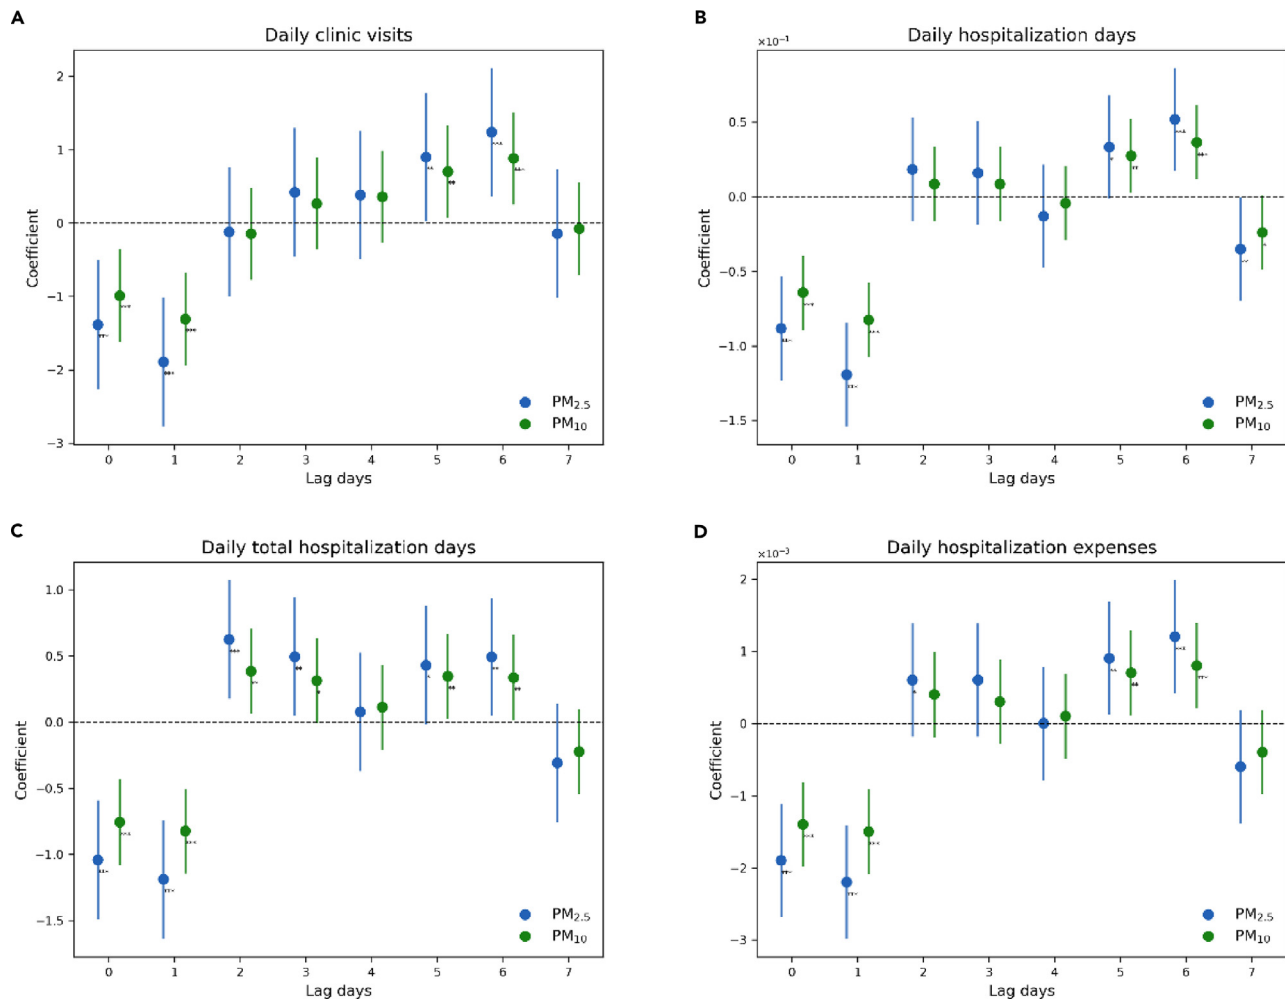 A
Daily clinic visits
2
1
0
−1
−2
−3
Coefficient
PM2.5
PM10
0 1 2 3 4 5 6 7
Lag days
B
Daily hospitalization days
×10⁻¹
0.5
0.0
−0.5
−1.0
−1.5
Coefficient
PM2.5
PM10
0 1 2 3 4 5 6 7
Lag days
C
Daily total hospitalization days
1.0
0.5
0.0
−0.5
−1.0
−1.5
Coefficient
PM2.5
PM10
0 1 2 3 4 5 6 7
Lag days
D
Daily hospitalization expenses
×10⁻³
2
1
0
−1
−2
−3
Coefficient
PM2.5
PM10
0 1 2 3 4 5 6 7
Lag days